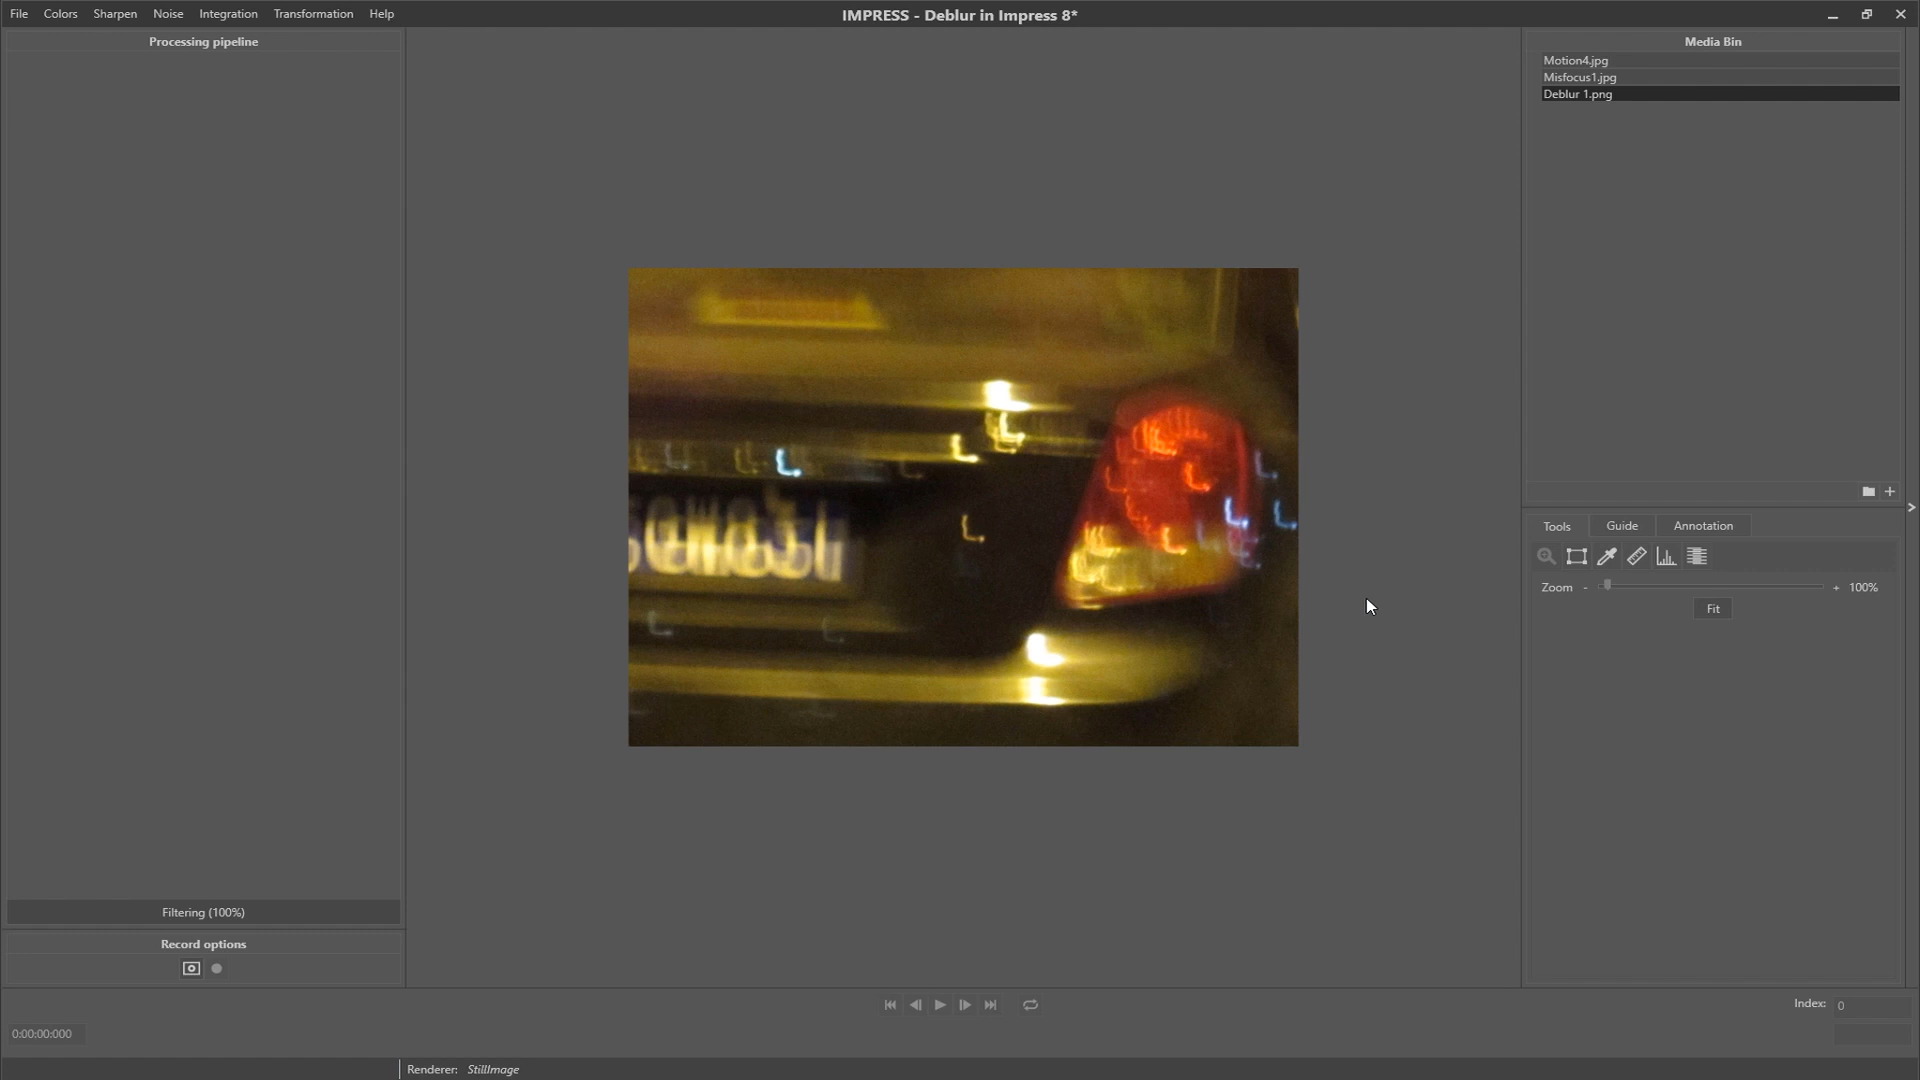 File Colors Sharpen Noise Integration Transformation Help
IMPRESS - Deblur in Impress 8*
Processing pipeline
Media Bin
Motion4.jpg
Misfocus1.jpg
Deblur 1.png
Tools Guide Annotation
Zoom - + 100%
Fit
Filtering (100%)
Record options
Index: 0
0:00:00:000
Renderer: StillImage